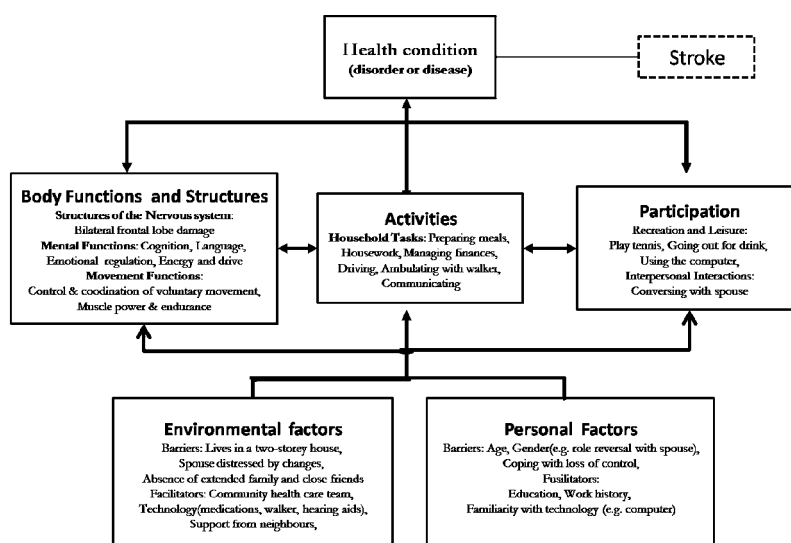 Health condition
(disorder or disease)
Stroke
Body Functions and Structures
Structures of the Nervous system:
Bilateral frontal lobe damage
Mental Functions: Cognition, Language,
Emotional regulation, Energy and drive
Movement Functions:
Control & coodination of voluntary movement,
Muscle power & endurance
Activities
Household Tasks: Preparing meals,
Housework, Managing finances,
Driving, Ambulating with walker,
Communicating
Participation
Recreation and Leisure:
Play tennis, Going out for drink,
Using the computer,
Interpersonal Interactions:
Conversing with spouse
Environmental factors
Barriers: Lives in a two-storey house,
Spouse distressed by changes,
Absence of extended family and close friends
Facilitators: Community health care team,
Technology(medications, walker, hearing aids),
Support from neighbours,
Personal Factors
Barriers: Age, Gender(e.g. role reversal with spouse),
Coping with loss of control,
Fusilitators:
Education, Work history,
Familiarity with technology (e.g. computer)